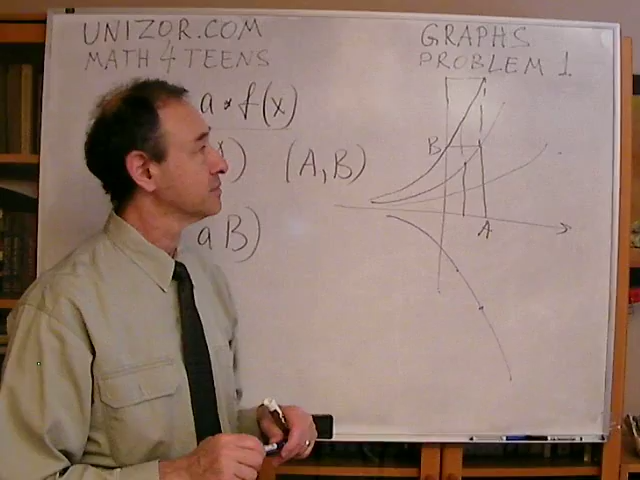 UNIZOR.COM
MATH 4 TEENS
GRAPHS
PROBLEM 1
a * f(x)
) (A,B)
aB)
B
A